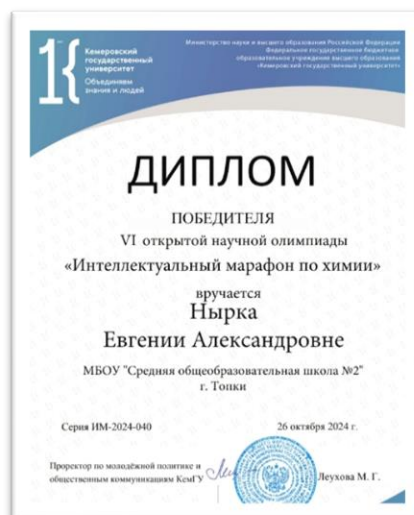 Кемеровский
государственный
университет
Объединяем
знания и людей
Министерство науки и высшего образования Российской Федерации
Федеральное государственное бюджетное
образовательное учреждение высшего образования
«Кемеровский государственный университет»
ДИПЛОМ
ПОБЕДИТЕЛЯ
VI открытой научной олимпиады
«Интеллектуальный марафон по химии»
вручается
Нырка
Евгении Александровне
МБОУ "Средняя общеобразовательная школа №2"
г. Топки
Серия ИМ-2024-040
26 октября 2024 г.
Проректор по молодёжной политике и
общественным коммуникациям КемГУ
Леухова М. Г.